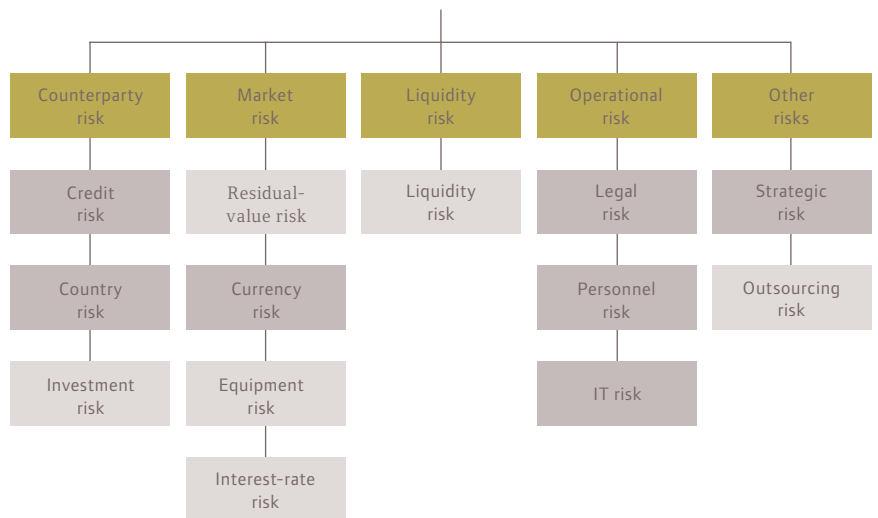 Counterparty
risk
Market
risk
Liquidity
risk
Operational
risk
Other
risks
Credit
risk
Residual-
value risk
Liquidity
risk
Legal
risk
Strategic
risk
Country
risk
Currency
risk
Personnel
risk
Outsourcing
risk
Investment
risk
Equipment
risk
IT risk
Interest-rate
risk